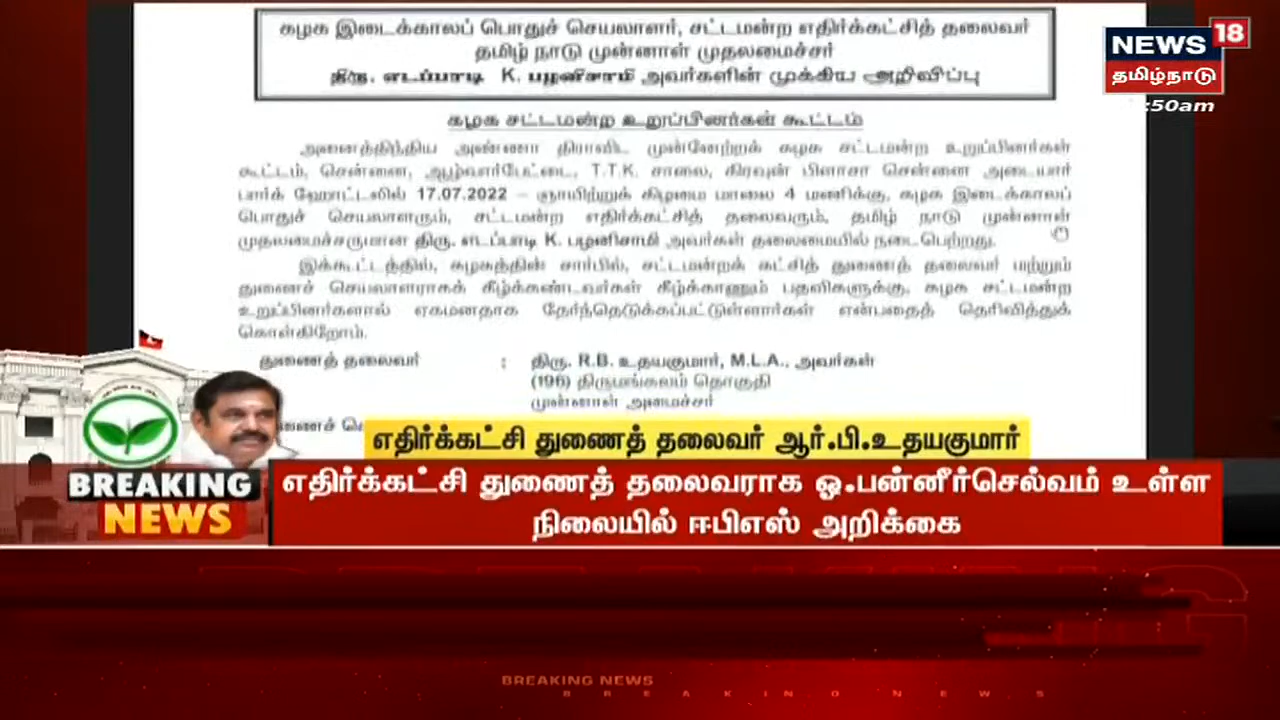 கழக இடைக்காலப் பொதுச் செயலாளர், சட்டமன்ற எதிர்கட்சித் தலைவர்
தமிழ் நாடு முன்னாள் முதலமைச்சர்
திரு. எடப்பாடி K. பழனிசாமி அவர்களின் முக்கிய அறிவிப்பு
NEWS 18
தமிழ்நாடு
:50am
கழக சட்டமன்ற உறுப்பினர்கள் கூட்டம்
அனைத்திந்திய அண்ணா திராவிட முன்னேற்றக் கழக சட்டமன்ற உறுப்பினர்கள்
கூட்டம், சென்னை, ஆழ்வார்பேட்டை, T.T.K. சாலை, கிரவுன் பிளாசா சென்னை அடையார்
பார்க் ஹோட்டலில் 17.07.2022 – ஞாயிற்றுக் கிழமை மாலை 4 மணிக்கு, கழக இடைக்காலப்
பொதுச் செயலாளரும், சட்டமன்ற எதிர்கட்சித் தலைவரும், தமிழ் நாடு முன்னாள்
முதலமைச்சருமான திரு. எடப்பாடி K. பழனிசாமி அவர்கள் தலைமையில் நடைபெற்றது.
இக்கூட்டத்தில், கழகத்தின் சார்பில், சட்டமன்றக் கட்சித் துணைத் தலைவர் மற்றும்
துணைச் செயலாளராகக் கீழ்க்கண்டவர்கள் கீழ்க்காணும் பதவிகளுக்கு, கழக சட்டமன்ற
உறுப்பினர்களால் ஏகமனதாக தேர்ந்தெடுக்கப்பட்டுள்ளார்கள் என்பதைத் தெரிவித்துக்
கொள்கிறோம்.
துணைத் தலைவர் : திரு. R.B. உதயகுமார், M.L.A., அவர்கள்
(196) திருமங்கலம் தொகுதி
முன்னாள் அமைச்சர்
எதிர்க்கட்சி துணைத் தலைவர் ஆர்.பி.உதயகுமார்
BREAKING
NEWS
எதிர்க்கட்சி துணைத் தலைவராக ஓ.பன்னீர்செல்வம் உள்ள
நிலையில் ஈபிஎஸ் அறிக்கை
BREAKING NEWS
BREAKING NEWS